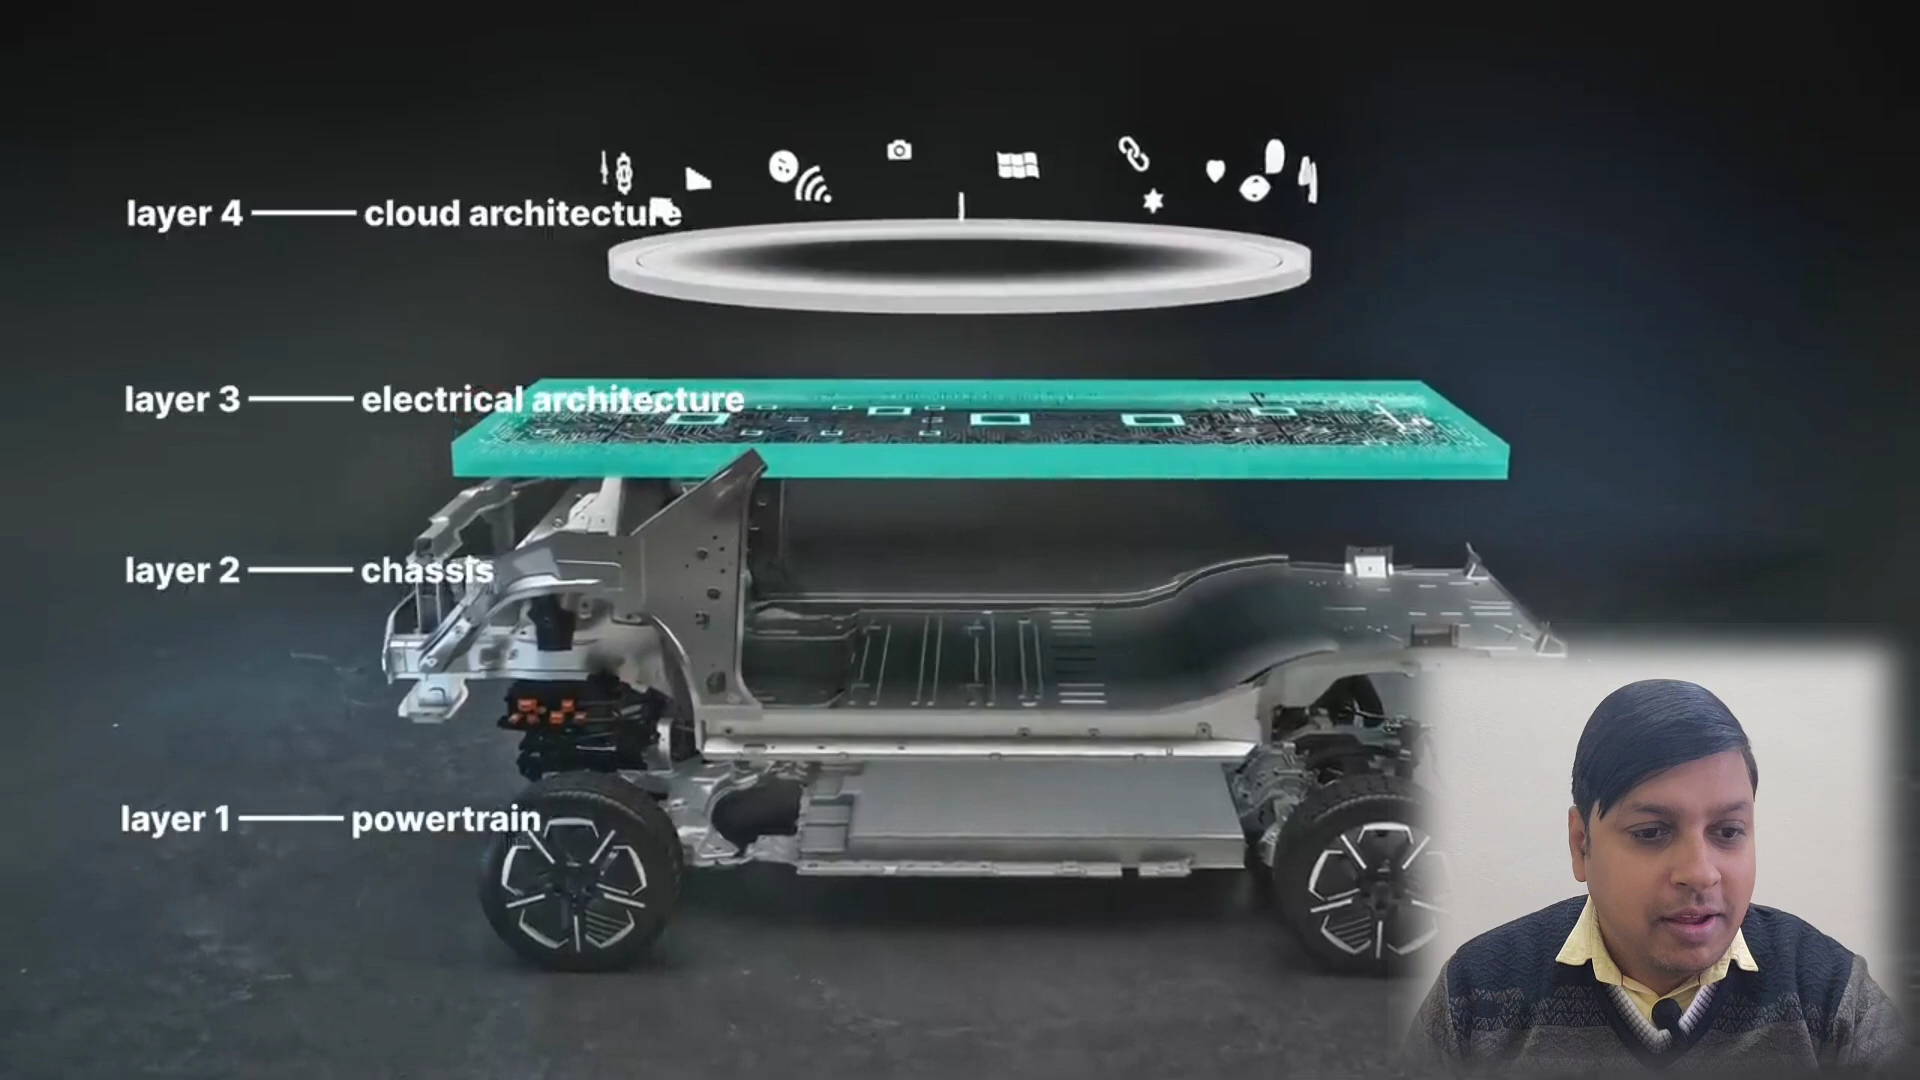 layer 4 cloud architecture
layer 3 electrical architecture
layer 2 chassis
layer 1 powertrain